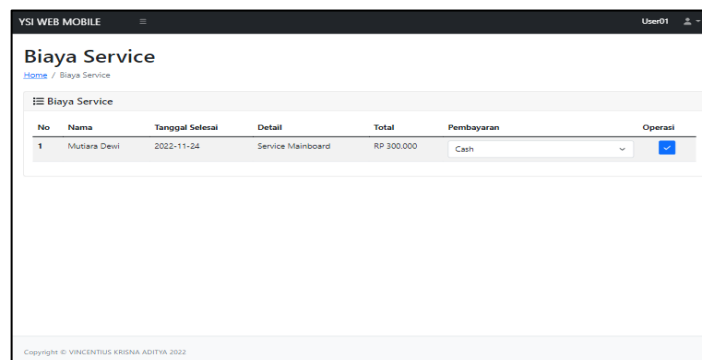 YSI WEB MOBILE User01
Biaya Service
Home / Biaya Service
Biaya Service
No Nama Tanggal Selesai Detail Total Pembayaran Operasi
1 Mutiara Dewi 2022-11-24 Service Mainboard RP 300.000 Cash
Copyright © VINCENTIUS KRISNA ADITYA 2022